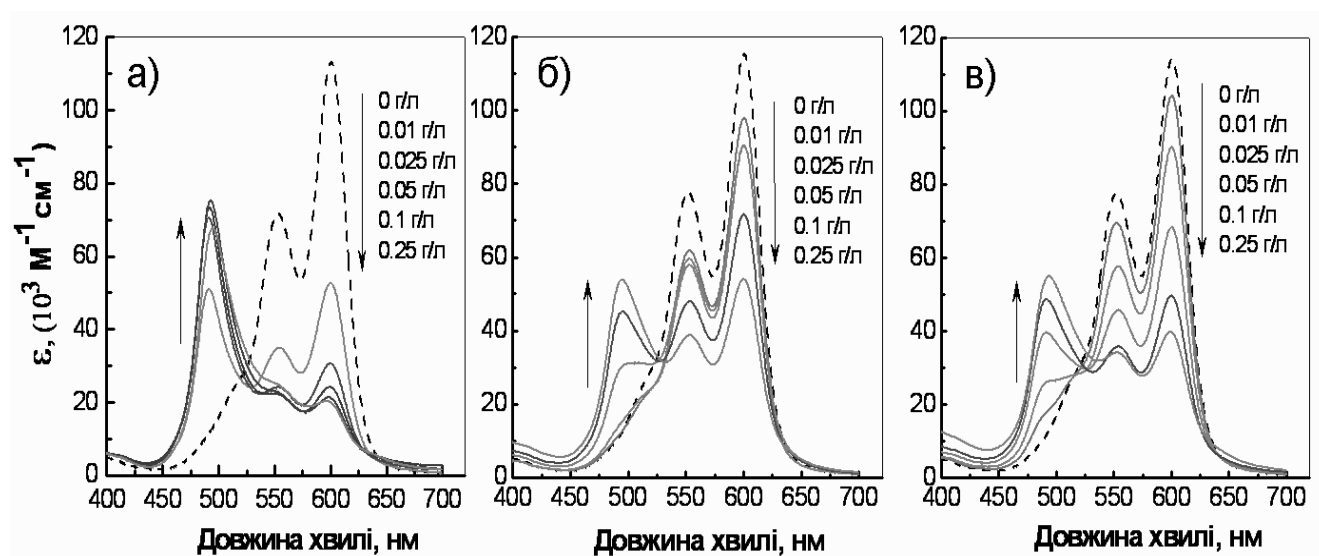 ε, (10³ М⁻¹см⁻¹)
а)
120
100
80
60
40
20
0
0 г/л
0.01 г/л
0.025 г/л
0.05 г/л
0.1 г/л
0.25 г/л
400 450 500 550 600 650 700
Довжина хвилі, нм
б)
120
100
80
60
40
20
0
0 г/л
0.01 г/л
0.025 г/л
0.05 г/л
0.1 г/л
0.25 г/л
400 450 500 550 600 650 700
Довжина хвилі, нм
в)
120
100
80
60
40
20
0
0 г/л
0.01 г/л
0.025 г/л
0.05 г/л
0.1 г/л
0.25 г/л
400 450 500 550 600 650 700
Довжина хвилі, нм